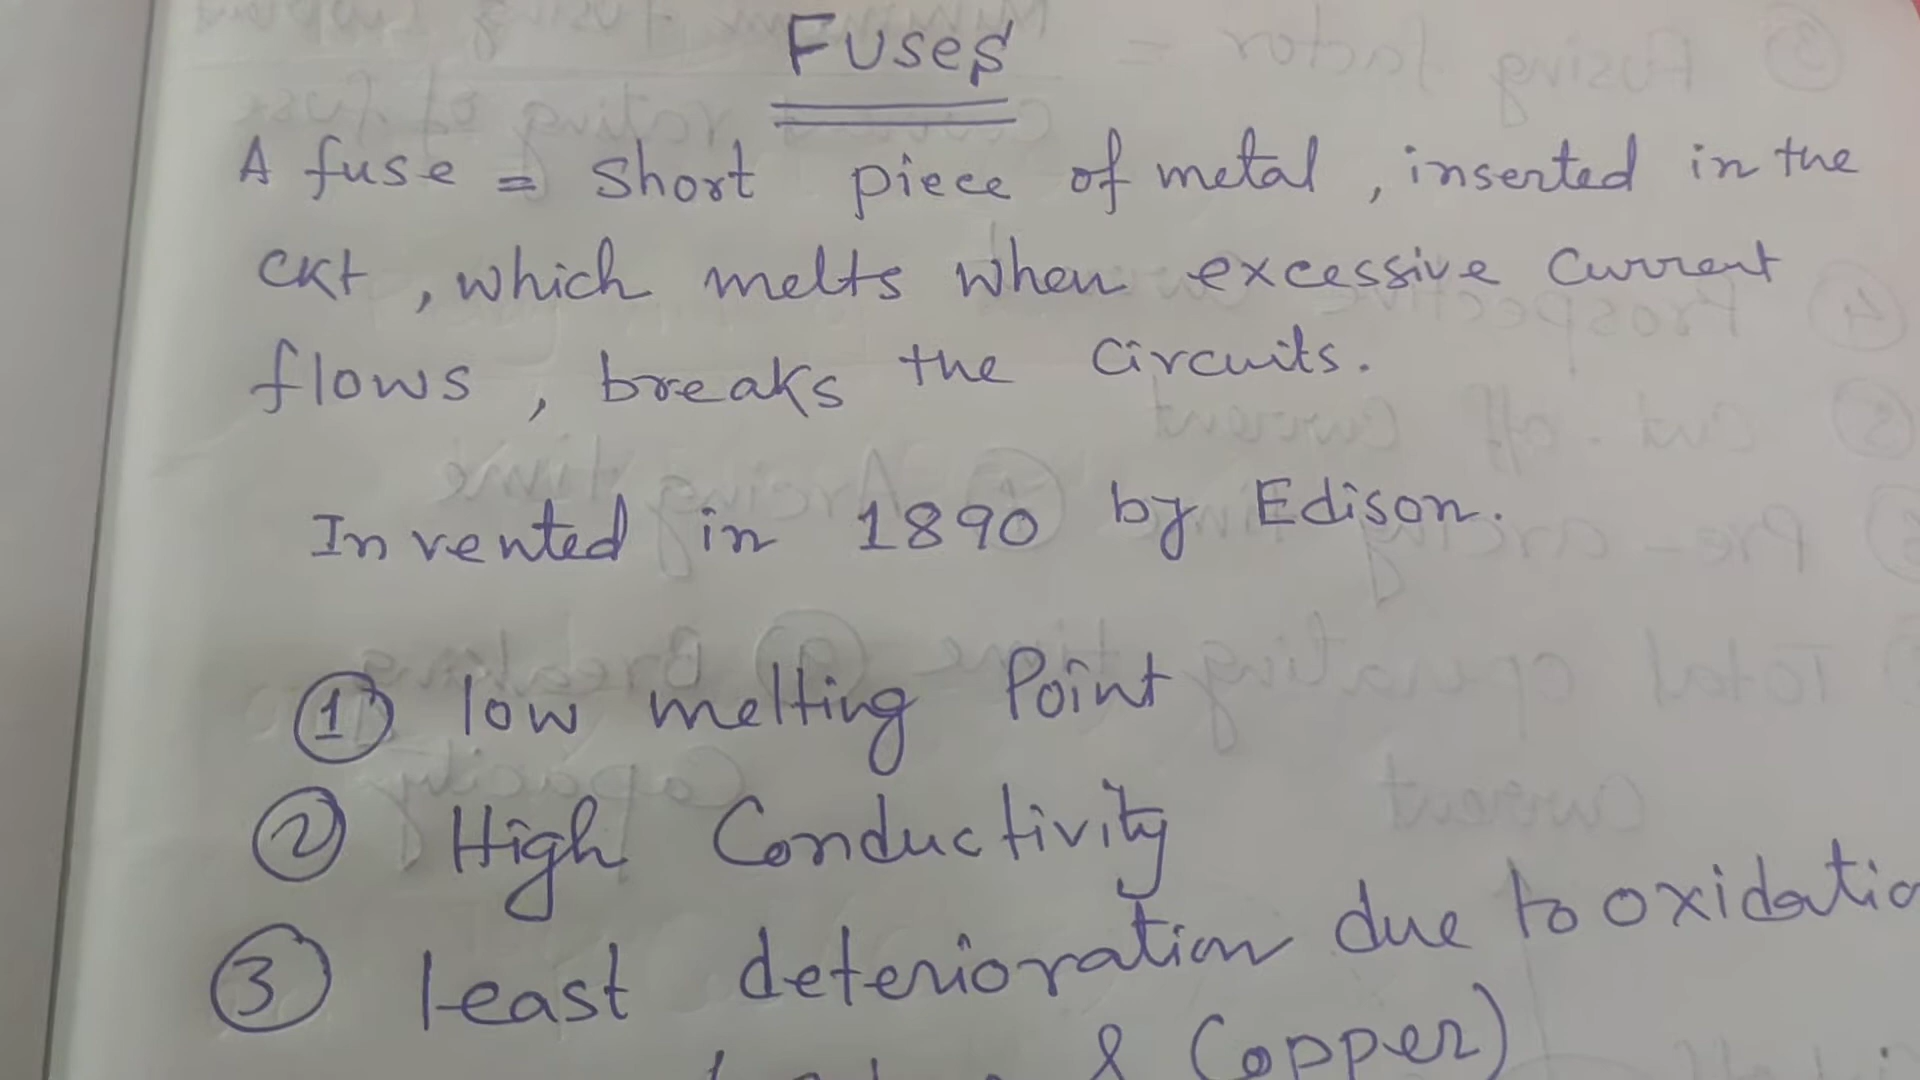 Fuses
A fuse = Short piece of metal, inserted in the
ckt, which melts when excessive Current
flows, breaks the Circuits.
Invented in 1890 by Edison.
① low melting Point
② High Conductivity
③ least deterioration due to oxidatio
& Copper)